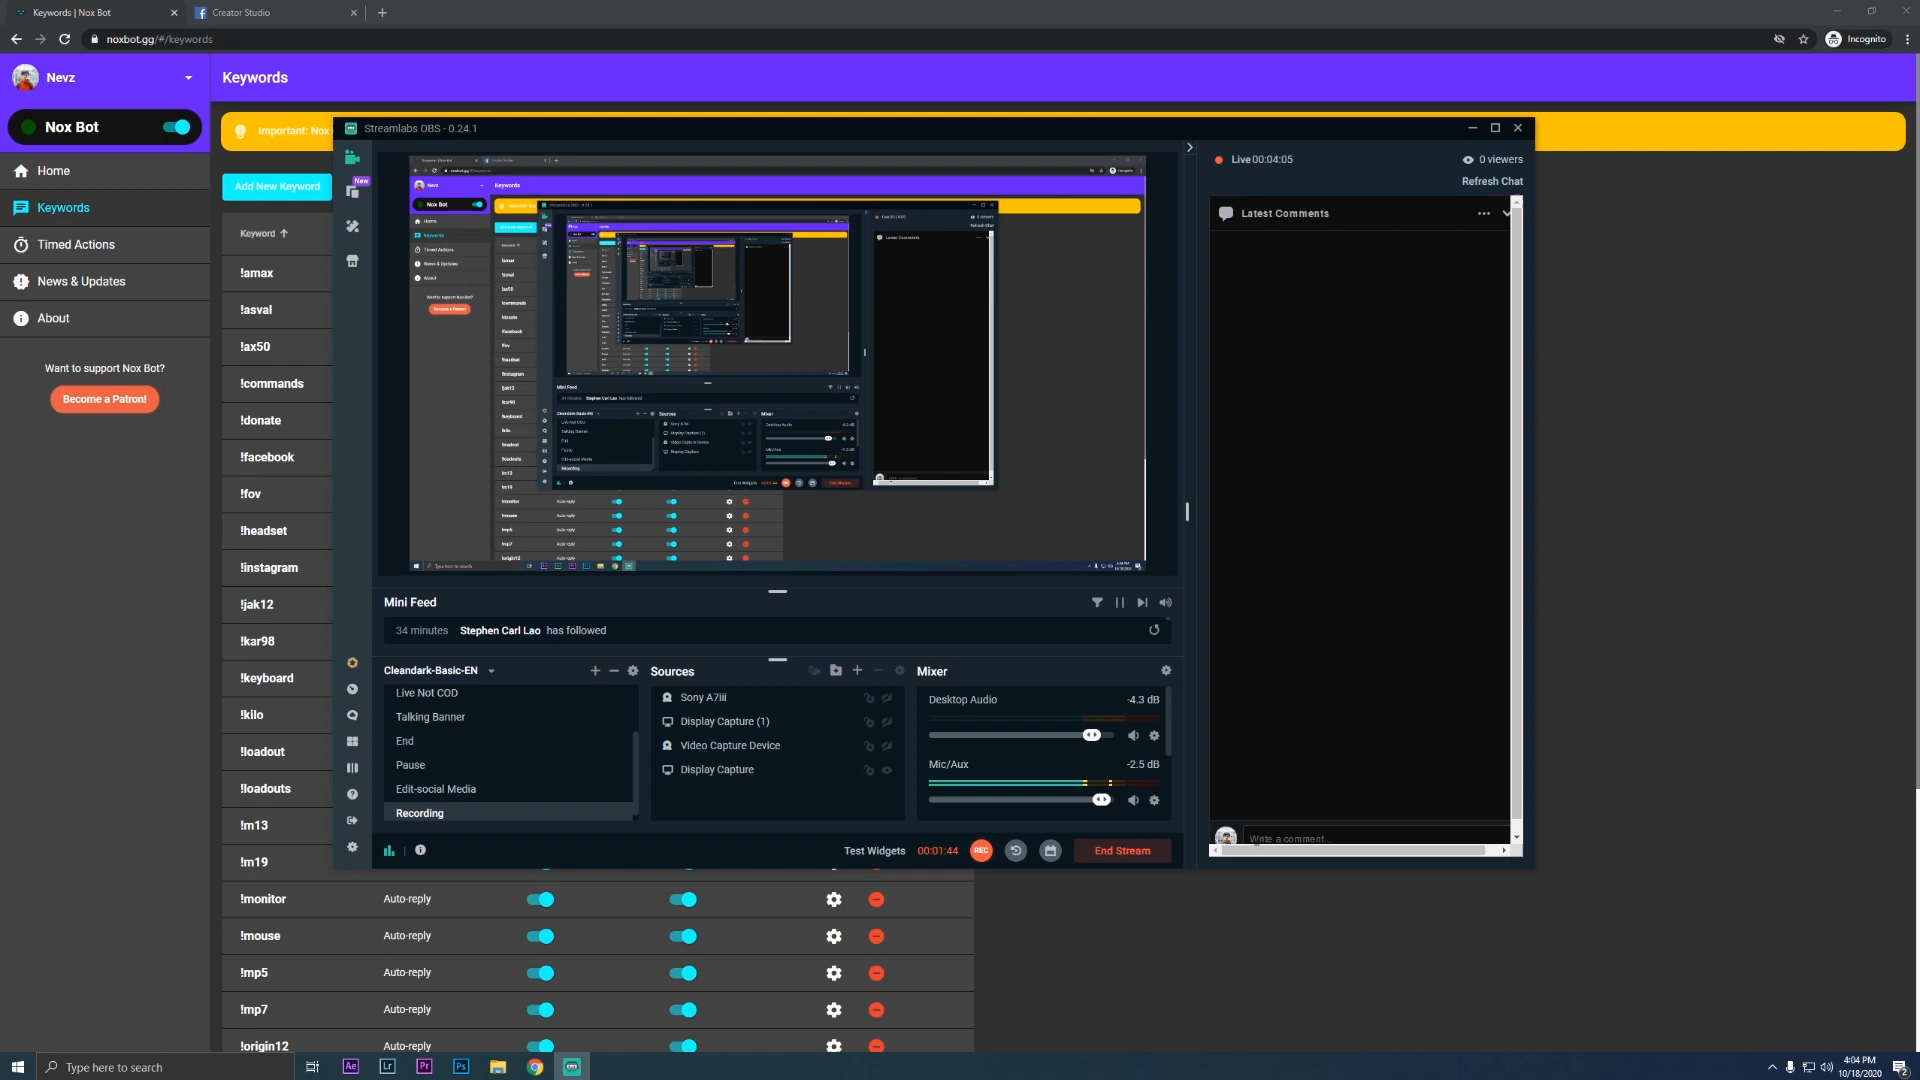 Keywords | Nox Bot
Creator Studio
noxbot.gg/#/keywords
Incognito
Nevz
Keywords
Nox Bot
Important: Nox
Home
Keywords
Timed Actions
News & Updates
About
Want to support Nox Bot?
Become a Patron!
Add New Keyword
Keyword
!amax
!asval
!ax50
!commands
!donate
!facebook
!fov
!headset
!instagram
!jak12
!kar98
!keyboard
!kilo
!loadout
!loadouts
!m13
!m19
!monitor Auto-reply
!mouse Auto-reply
!mp5 Auto-reply
!mp7 Auto-reply
!origin12 Auto-reply
Streamlabs OBS - 0.24.1
New
Live 00:04:05
0 viewers
Refresh Chat
Latest Comments
Write a comment...
Mini Feed
34 minutes Stephen Carl Lao has followed
Cleandark-Basic-EN
Live Not COD
Talking Banner
End
Pause
Edit-social Media
Recording
Sources
Sony A7iii
Display Capture (1)
Video Capture Device
Display Capture
Mixer
Desktop Audio -4.3 dB
Mic/Aux -2.5 dB
Test Widgets 00:01:44 REC End Stream
Type here to search
Ae Lr Pr Ps
4:04 PM
10/18/2020
2